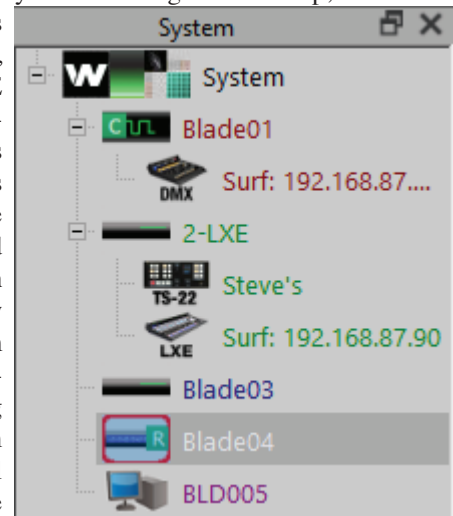 System
W System
C Blade01
DMX Surf: 192.168.87....
2-LXE
TS-22 Steve's
LXE Surf: 192.168.87.90
Blade03
R Blade04
BLD005